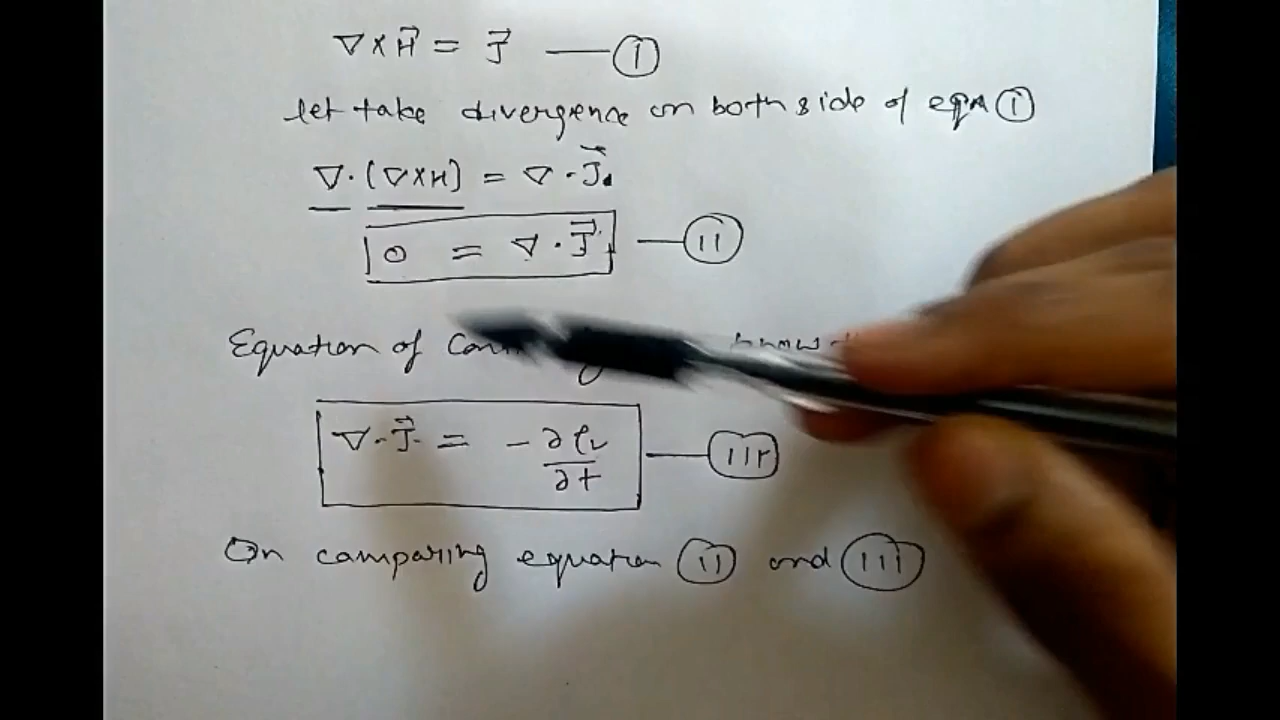 ∇×H⃗ = J⃗ —— Ⓘ
let take divergence on both side of eqn Ⓘ
∇·(∇×H) = ∇·J⃗
0 = ∇·J⃗ —— (II)
Equation of
∇·J⃗ = -∂ρv/∂t —— (III)
On comparing equation (II) and (III)